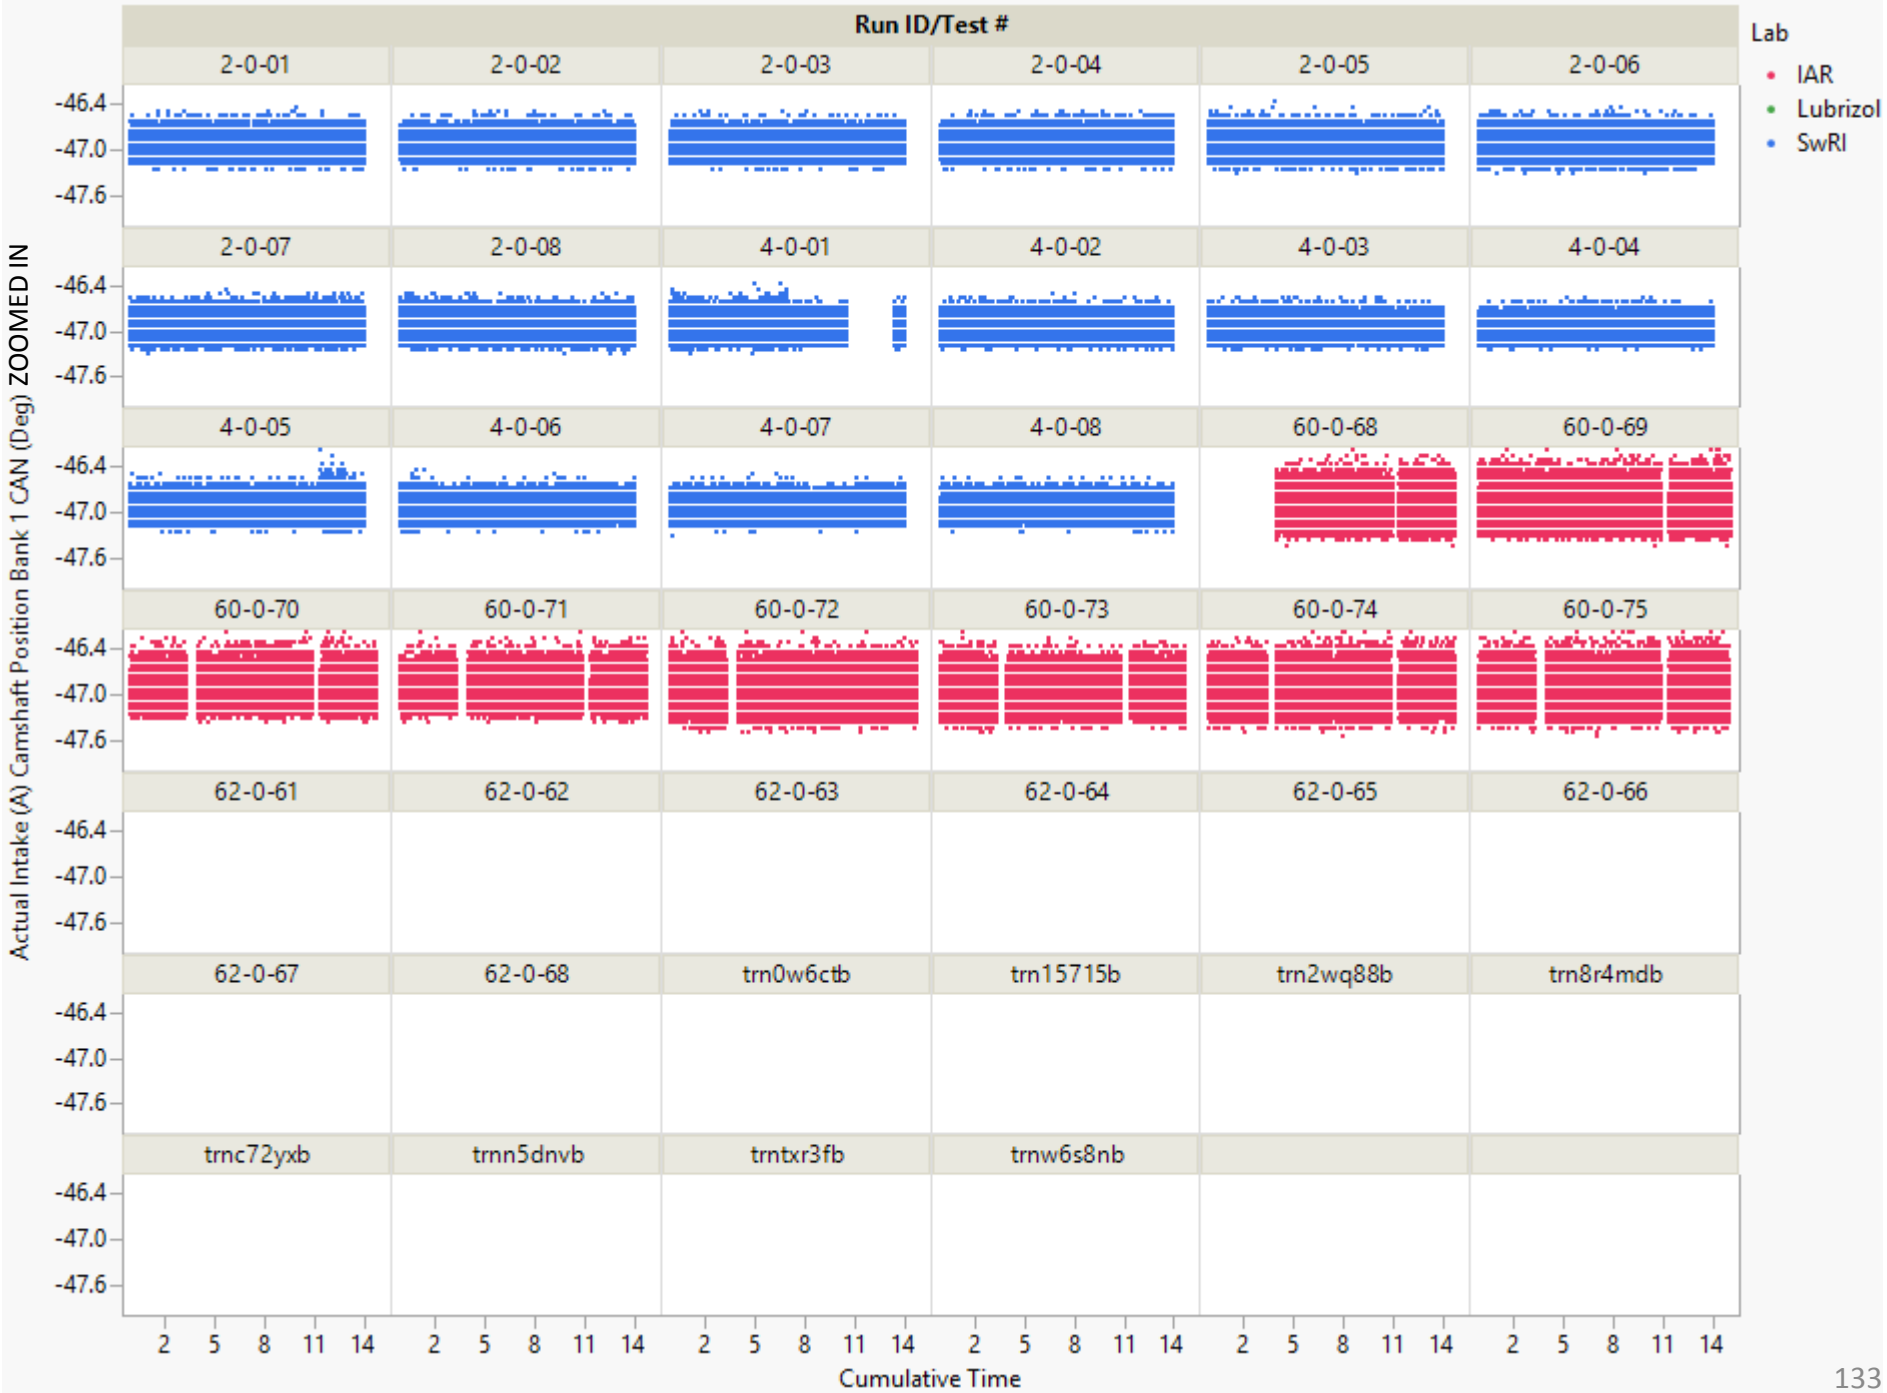 Run ID/Test #
2-0-01 2-0-02 2-0-03 2-0-04 2-0-05 2-0-06
-46.4
-47.0
-47.6
2-0-07 2-0-08 4-0-01 4-0-02 4-0-03 4-0-04
-46.4
-47.0
-47.6
4-0-05 4-0-06 4-0-07 4-0-08 60-0-68 60-0-69
-46.4
-47.0
-47.6
60-0-70 60-0-71 60-0-72 60-0-73 60-0-74 60-0-75
-46.4
-47.0
-47.6
62-0-61 62-0-62 62-0-63 62-0-64 62-0-65 62-0-66
-46.4
-47.0
-47.6
62-0-67 62-0-68 trn0w6ctb trn15715b trn2wq88b trn8r4mdb
-46.4
-47.0
-47.6
trnc72yxb trnn5dnvb trntxr3fb trnw6s8nb
-46.4
-47.0
-47.6
2 5 8 11 14 2 5 8 11 14 2 5 8 11 14 2 5 8 11 14 2 5 8 11 14 2 5 8 11 14
Cumulative Time
Actual Intake (A) Camshaft Position Bank 1 CAN (Deg) ZOOMED IN
Lab
IAR
Lubrizol
SwRI
133